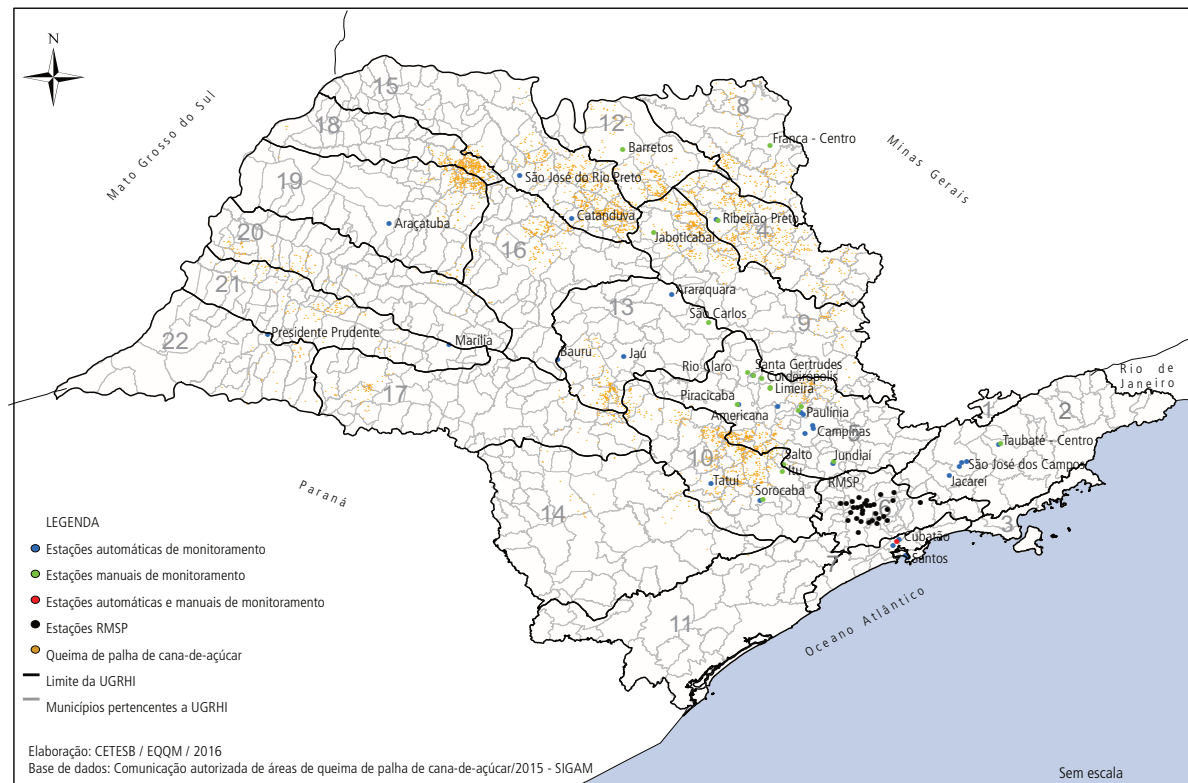 N
Mato Grosso do Sul
Minas Gerais
Rio de
Janeiro
Paraná
Oceano Atlântico
15
18
12
8
Franca - Centro
Barretos
São José do Rio Preto
19
Araçatuba
Catanduva
Ribeirão Preto
4
Jaboticabal
20
16
21
Araraquara
13
São Carlos
9
22
Presidente Prudente
Marília
Bauru
Jaú
Rio Claro
Santa Gertrudes
Cordeirópolis
Limeira
17
Piracicaba
Americana
Paulínia
Campinas
5
1
2
Taubaté - Centro
São José dos Campos
Jacareí
10
Salto
Itu
Jundiaí
Tatuí
Sorocaba
RMSP
6
14
3
Cubatão
Santos
7
11
LEGENDA
Estações automáticas de monitoramento
Estações manuais de monitoramento
Estações automáticas e manuais de monitoramento
Estações RMSP
Queima de palha de cana-de-açúcar
Limite da UGRHI
Municípios pertencentes a UGRHI
Elaboração: CETESB / EQQM / 2016
Base de dados: Comunicação autorizada de áreas de queima de palha de cana-de-açúcar/2015 - SIGAM
Sem escala